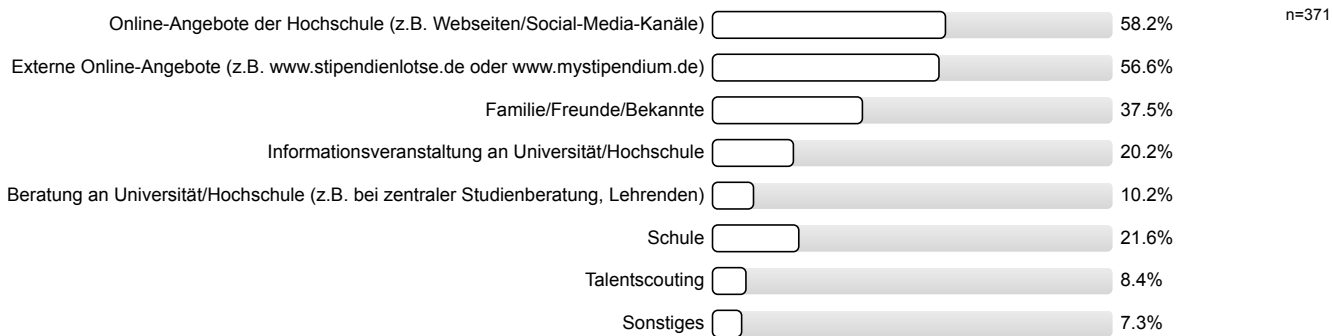 Online-Angebote der Hochschule (z.B. Webseiten/Social-Media-Kanäle) 58.2% n=371
Externe Online-Angebote (z.B. www.stipendienlotse.de oder www.mystipendium.de) 56.6%
Familie/Freunde/Bekannte 37.5%
Informationsveranstaltung an Universität/Hochschule 20.2%
Beratung an Universität/Hochschule (z.B. bei zentraler Studienberatung, Lehrenden) 10.2%
Schule 21.6%
Talentscouting 8.4%
Sonstiges 7.3%